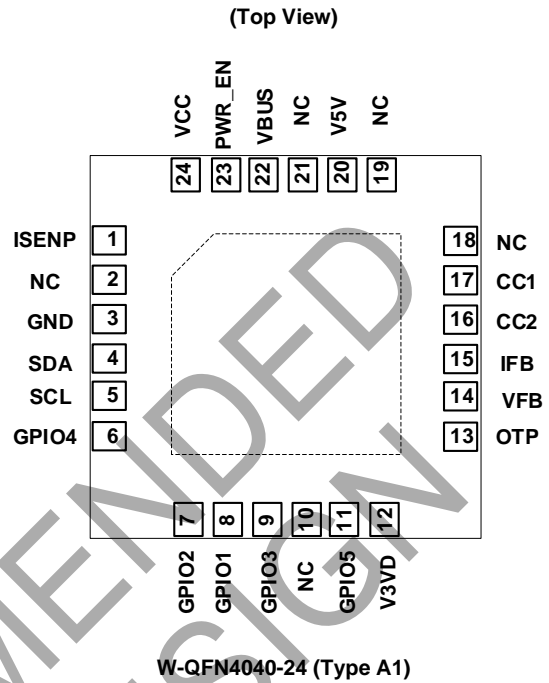 (Top View)
VCC
PWR_EN
VBUS
NC
V5V
NC
24
23
22
21
20
19
ISENP 1
NC 2
GND 3
SDA 4
SCL 5
GPIO4 6
18 NC
17 CC1
16 CC2
15 IFB
14 VFB
13 OTP
7
8
9
10
11
12
GPIO2
GPIO1
GPIO3
NC
GPIO5
V3VD
W-QFN4040-24 (Type A1)
MENDED
ESIGN